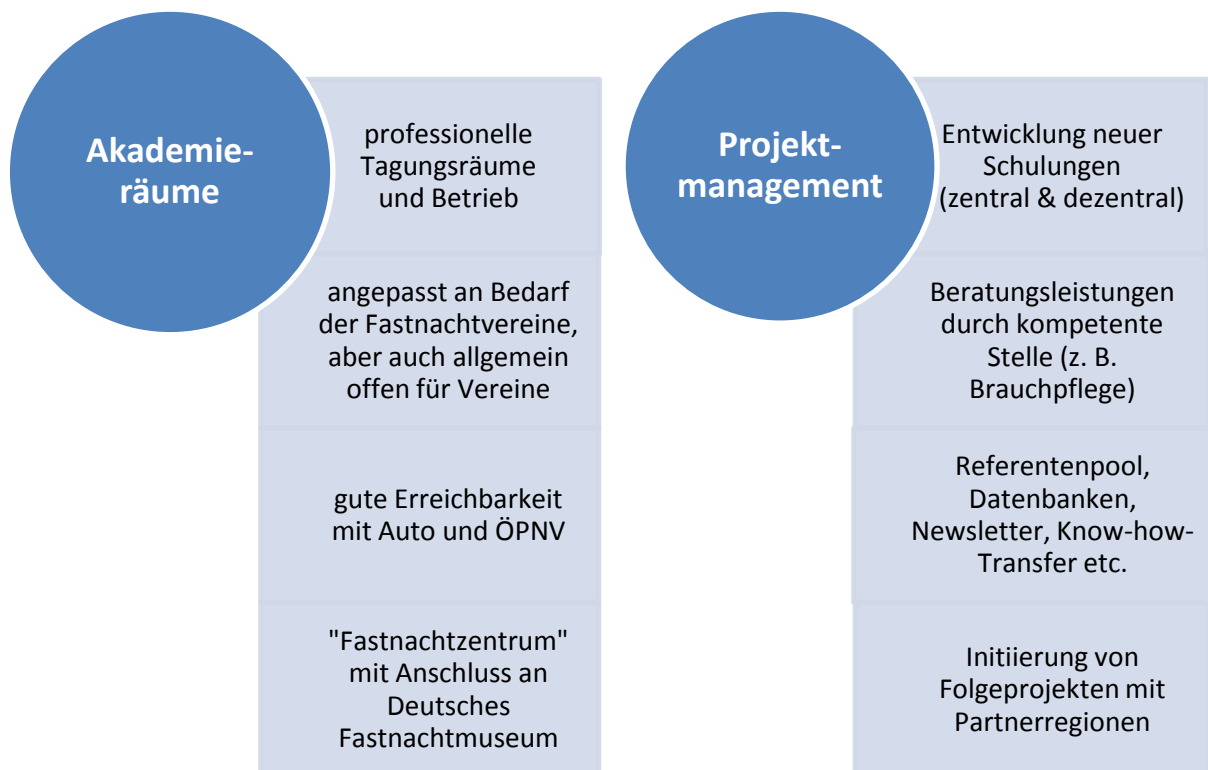 Akademie-
räume
professionelle
Tagungsräume
und Betrieb
angepasst an Bedarf
der Fastnachtvereine,
aber auch allgemein
offen für Vereine
gute Erreichbarkeit
mit Auto und ÖPNV
"Fastnachtzentrum"
mit Anschluss an
Deutsches
Fastnachtmuseum
Projekt-
management
Entwicklung neuer
Schulungen
(zentral & dezentral)
Beratungsleistungen
durch kompetente
Stelle (z. B.
Brauchpflege)
Referentenpool,
Datenbanken,
Newsletter, Know-how-
Transfer etc.
Initiierung von
Folgeprojekten mit
Partnerregionen